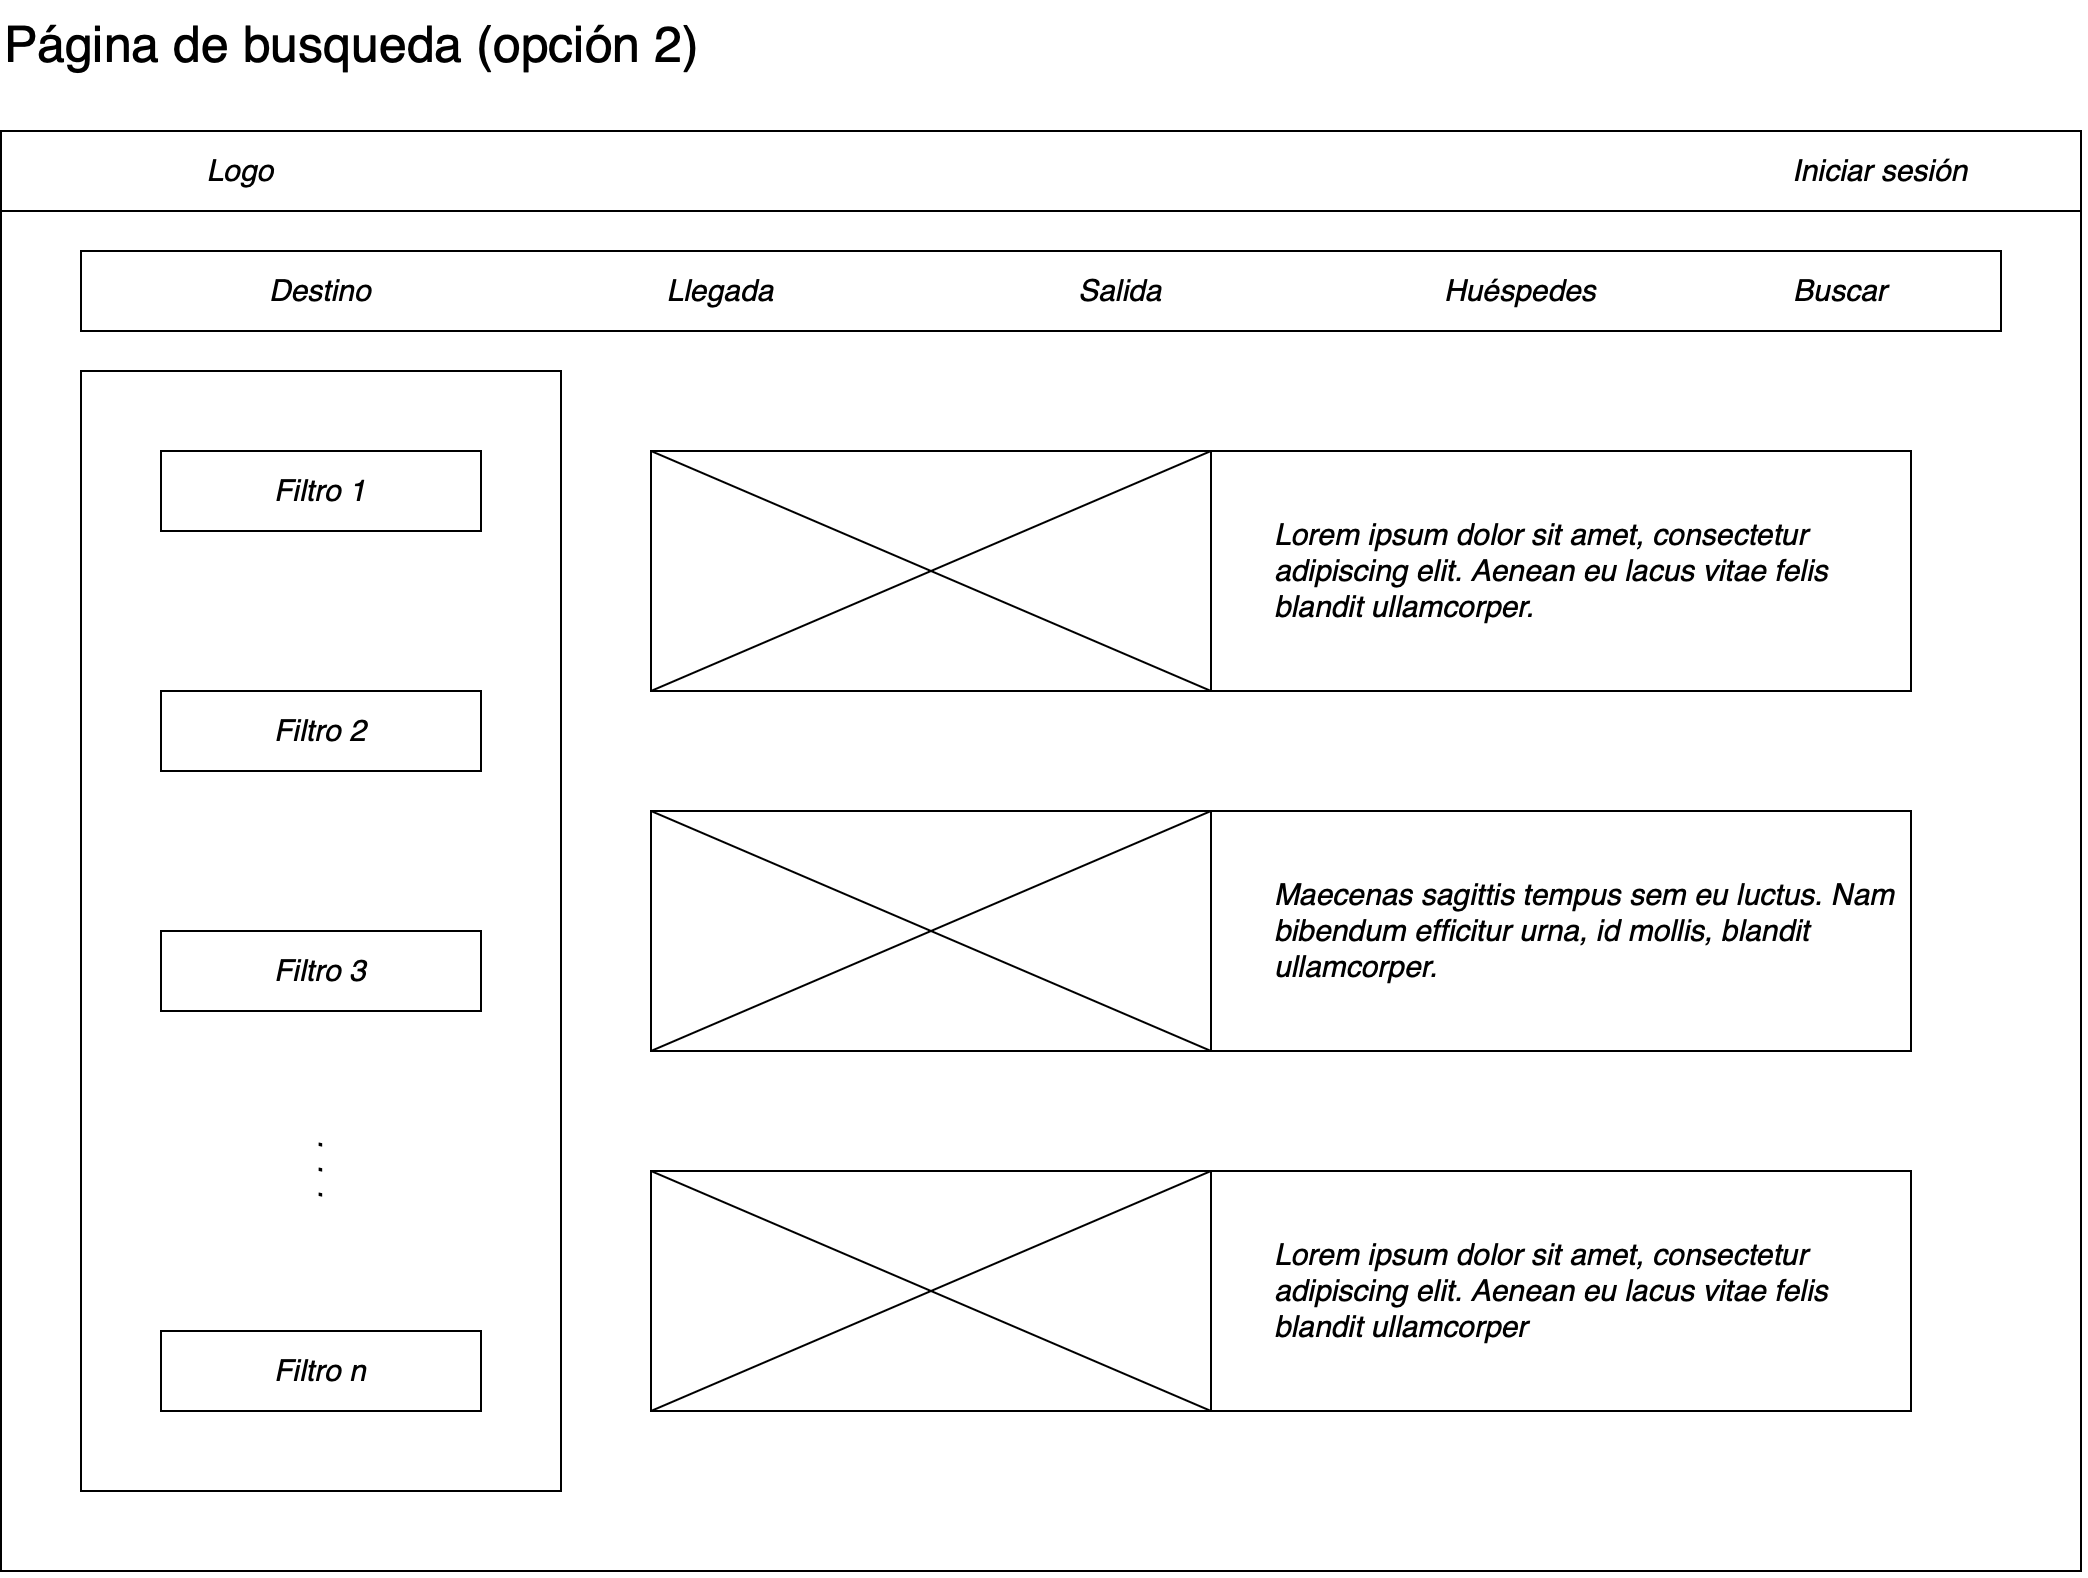 Página de busqueda (opción 2)
Logo
Iniciar sesión
Destino
Llegada
Salida
Huéspedes
Buscar
Filtro 1
Filtro 2
Filtro 3
.
.
.
Filtro n
Lorem ipsum dolor sit amet, consectetur
adipiscing elit. Aenean eu lacus vitae felis
blandit ullamcorper.
Maecenas sagittis tempus sem eu luctus. Nam
bibendum efficitur urna, id mollis, blandit
ullamcorper.
Lorem ipsum dolor sit amet, consectetur
adipiscing elit. Aenean eu lacus vitae felis
blandit ullamcorper